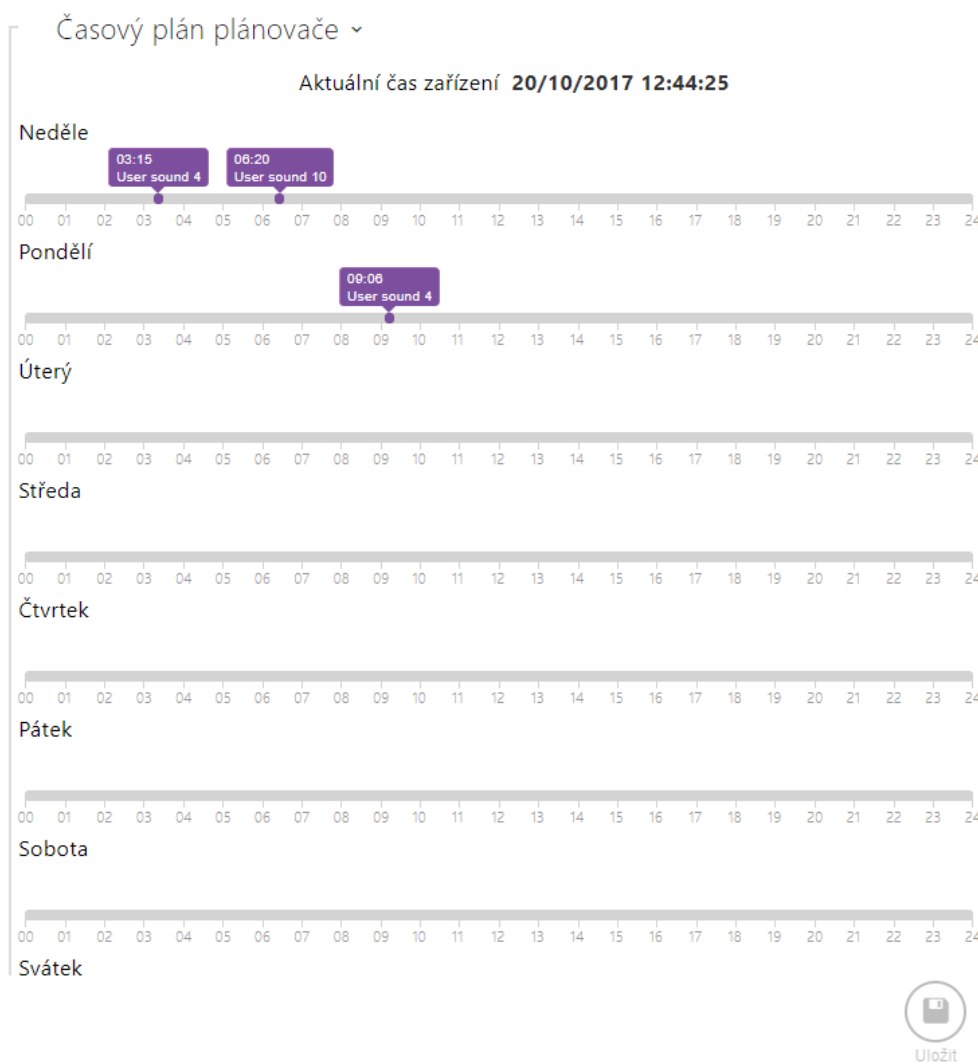 Časový plán plánovače
Aktuální čas zařízení 20/10/2017 12:44:25
Neděle
03:15 06:20
User sound 4 User sound 10
00 01 02 03 04 05 06 07 08 09 10 11 12 13 14 15 16 17 18 19 20 21 22 23 24
Pondělí
09:06
User sound 4
00 01 02 03 04 05 06 07 08 09 10 11 12 13 14 15 16 17 18 19 20 21 22 23 24
Úterý
00 01 02 03 04 05 06 07 08 09 10 11 12 13 14 15 16 17 18 19 20 21 22 23 24
Středa
00 01 02 03 04 05 06 07 08 09 10 11 12 13 14 15 16 17 18 19 20 21 22 23 24
Čtvrtek
00 01 02 03 04 05 06 07 08 09 10 11 12 13 14 15 16 17 18 19 20 21 22 23 24
Pátek
00 01 02 03 04 05 06 07 08 09 10 11 12 13 14 15 16 17 18 19 20 21 22 23 24
Sobota
00 01 02 03 04 05 06 07 08 09 10 11 12 13 14 15 16 17 18 19 20 21 22 23 24
Svátek
Uložit